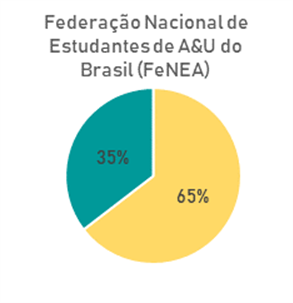 Federação Nacional de
Estudantes de A&U do
Brasil (FeNEA)
35%
65%